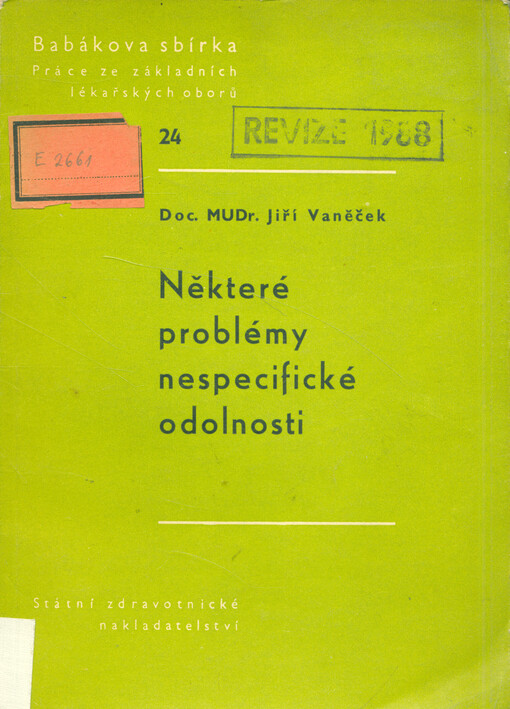 Babákova sbírka
Práce ze základních
lékařských oborů
24
REVIZE 1988
E 2661
Doc. MUDr. Jiří Vaněček
Některé
problémy
nespecifické
odolnosti
Státní zdravotnické
nakladatelství